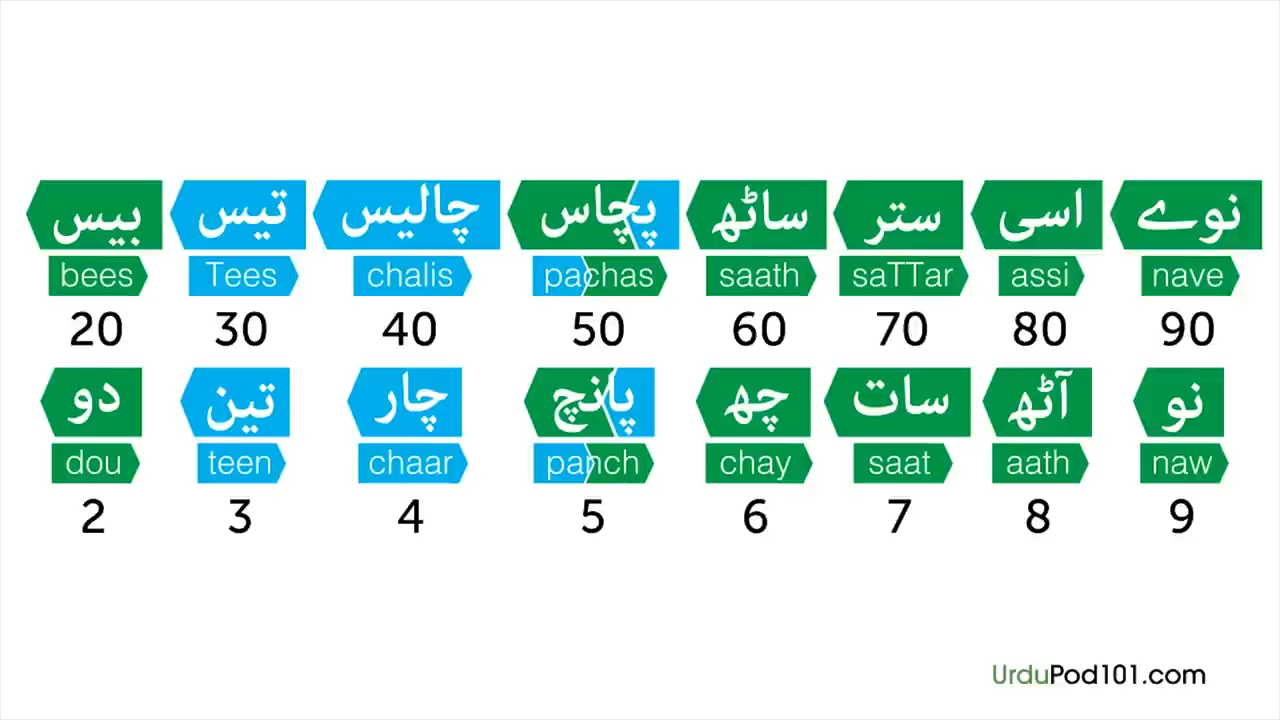 بیس تیس چالیس پچاس ساٹھ ستر اسی نوے
bees Tees chalis pachas saath saTTar assi nave
20 30 40 50 60 70 80 90
دو تین چار پانچ چھ سات آٹھ نو
dou teen chaar panch chay saat aath naw
2 3 4 5 6 7 8 9
UrduPod101.com